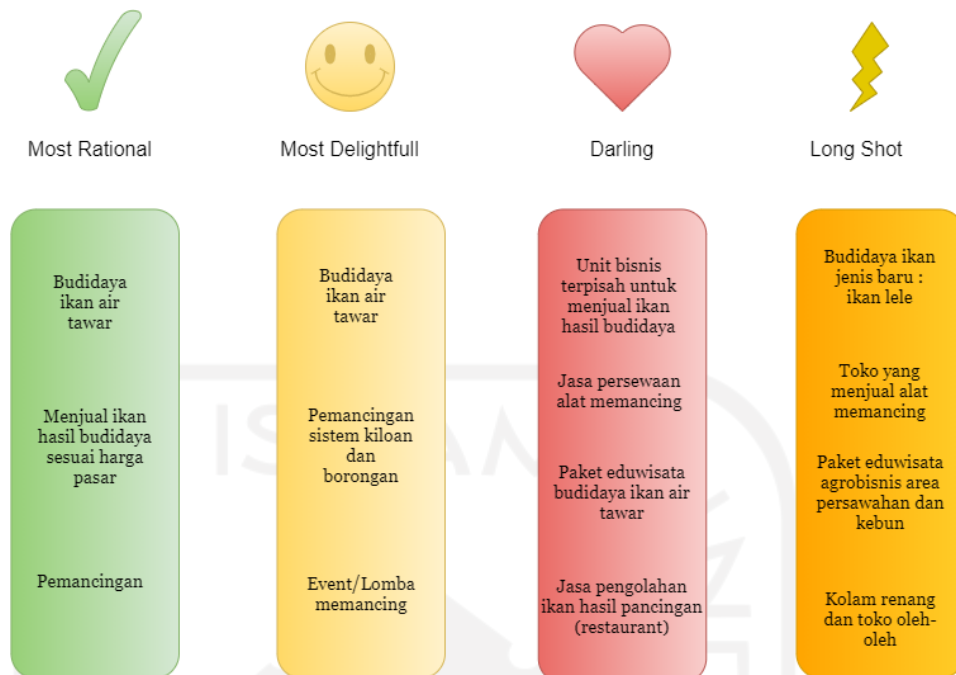 Most Rational
Most Delightfull
Darling
Long Shot
Budidaya
ikan air
tawar
Menjual ikan
hasil budidaya
sesuai harga
pasar
Pemancingan
Budidaya
ikan air
tawar
Pemancingan
sistem kiloan
dan
borongan
Event/Lomba
memancing
Unit bisnis
terpisah untuk
menjual ikan
hasil budidaya
Jasa persewaan
alat memancing
Paket eduwisata
budidaya ikan air
tawar
Jasa pengolahan
ikan hasil pancingan
(restaurant)
Budidaya ikan
jenis baru :
ikan lele
Toko yang
menjual alat
memancing
Paket eduwisata
agrobisnis area
persawahan dan
kebun
Kolam renang
dan toko oleh-
oleh